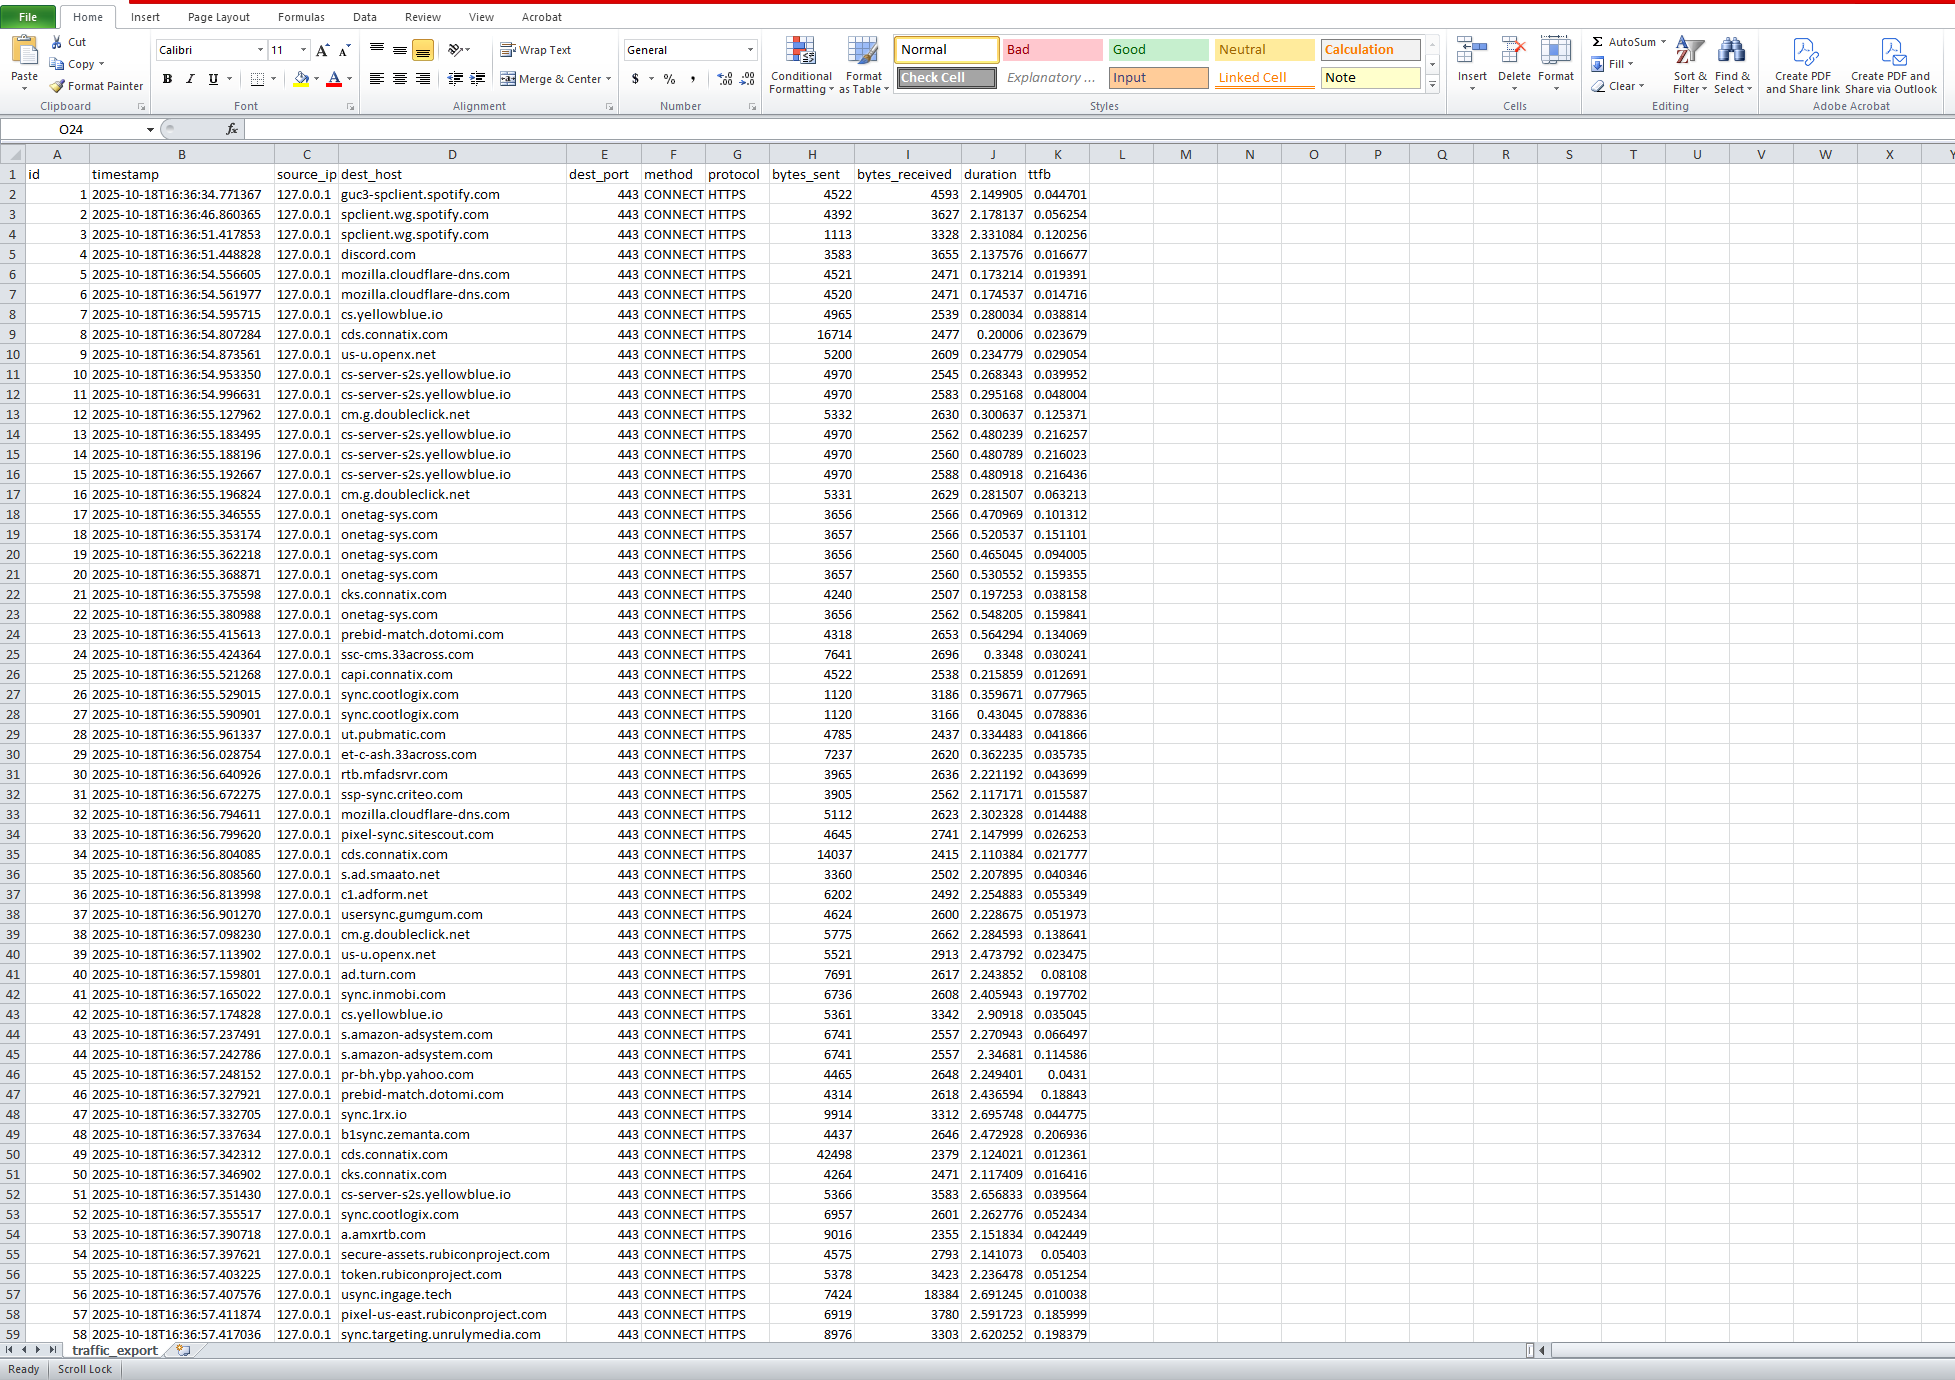 File Home Insert Page Layout Formulas Data Review View Acrobat
Paste Cut Copy Format Painter Clipboard
Calibri 11 A A B I U A Font
Wrap Text Merge & Center Alignment
General $ % , .00 .00 Number
Conditional Formatting Format as Table
Normal Bad Good Neutral Calculation
Check Cell Explanatory ... Input Linked Cell Note
Styles
Insert Delete Format Cells
Σ AutoSum Fill Clear Sort & Filter Find & Select Editing
Create PDF and Share link Create PDF and Share via Outlook Adobe Acrobat
O24 fx
A B C D E F G H I J K L M N O P Q R S T U V W X Y
1 id timestamp source_ip dest_host dest_port method protocol bytes_sent bytes_received duration ttfb
2 1 2025-10-18T16:36:34.771367 127.0.0.1 guc3-spclient.spotify.com 443 CONNECT HTTPS 4522 4593 2.149905 0.044701
3 2 2025-10-18T16:36:46.860365 127.0.0.1 spclient.wg.spotify.com 443 CONNECT HTTPS 4392 3627 2.178137 0.056254
4 3 2025-10-18T16:36:51.417853 127.0.0.1 spclient.wg.spotify.com 443 CONNECT HTTPS 1113 3328 2.331084 0.120256
5 4 2025-10-18T16:36:51.448828 127.0.0.1 discord.com 443 CONNECT HTTPS 3583 3655 2.137576 0.016677
6 5 2025-10-18T16:36:54.556605 127.0.0.1 mozilla.cloudflare-dns.com 443 CONNECT HTTPS 4521 2471 0.173214 0.019391
7 6 2025-10-18T16:36:54.561977 127.0.0.1 mozilla.cloudflare-dns.com 443 CONNECT HTTPS 4520 2471 0.174537 0.014716
8 7 2025-10-18T16:36:54.595715 127.0.0.1 cs.yellowblue.io 443 CONNECT HTTPS 4965 2539 0.280034 0.038814
9 8 2025-10-18T16:36:54.807284 127.0.0.1 cds.connatix.com 443 CONNECT HTTPS 16714 2477 0.20006 0.023679
10 9 2025-10-18T16:36:54.873561 127.0.0.1 us-u.openx.net 443 CONNECT HTTPS 5200 2609 0.234779 0.029054
11 10 2025-10-18T16:36:54.953350 127.0.0.1 cs-server-s2s.yellowblue.io 443 CONNECT HTTPS 4970 2545 0.268343 0.039952
12 11 2025-10-18T16:36:54.996631 127.0.0.1 cs-server-s2s.yellowblue.io 443 CONNECT HTTPS 4970 2583 0.295168 0.048004
13 12 2025-10-18T16:36:55.127962 127.0.0.1 cm.g.doubleclick.net 443 CONNECT HTTPS 5332 2630 0.300637 0.125371
14 13 2025-10-18T16:36:55.183495 127.0.0.1 cs-server-s2s.yellowblue.io 443 CONNECT HTTPS 4970 2562 0.480239 0.216257
15 14 2025-10-18T16:36:55.188196 127.0.0.1 cs-server-s2s.yellowblue.io 443 CONNECT HTTPS 4970 2560 0.480789 0.216023
16 15 2025-10-18T16:36:55.192667 127.0.0.1 cs-server-s2s.yellowblue.io 443 CONNECT HTTPS 4970 2588 0.480918 0.216436
17 16 2025-10-18T16:36:55.196824 127.0.0.1 cm.g.doubleclick.net 443 CONNECT HTTPS 5331 2629 0.281507 0.063213
18 17 2025-10-18T16:36:55.346555 127.0.0.1 onetag-sys.com 443 CONNECT HTTPS 3656 2566 0.470969 0.101312
19 18 2025-10-18T16:36:55.353174 127.0.0.1 onetag-sys.com 443 CONNECT HTTPS 3657 2566 0.520537 0.151101
20 19 2025-10-18T16:36:55.362218 127.0.0.1 onetag-sys.com 443 CONNECT HTTPS 3656 2560 0.465045 0.094005
21 20 2025-10-18T16:36:55.368871 127.0.0.1 onetag-sys.com 443 CONNECT HTTPS 3657 2560 0.530552 0.159355
22 21 2025-10-18T16:36:55.375598 127.0.0.1 cks.connatix.com 443 CONNECT HTTPS 4240 2507 0.197253 0.038158
23 22 2025-10-18T16:36:55.380988 127.0.0.1 onetag-sys.com 443 CONNECT HTTPS 3656 2562 0.548205 0.159841
24 23 2025-10-18T16:36:55.415613 127.0.0.1 prebid-match.dotomi.com 443 CONNECT HTTPS 4318 2653 0.564294 0.134069
25 24 2025-10-18T16:36:55.424364 127.0.0.1 ssc-cms.33across.com 443 CONNECT HTTPS 7641 2696 0.3348 0.030241
26 25 2025-10-18T16:36:55.521268 127.0.0.1 capi.connatix.com 443 CONNECT HTTPS 4522 2538 0.215859 0.012691
27 26 2025-10-18T16:36:55.529015 127.0.0.1 sync.cootlogix.com 443 CONNECT HTTPS 1120 3186 0.359671 0.077965
28 27 2025-10-18T16:36:55.590901 127.0.0.1 sync.cootlogix.com 443 CONNECT HTTPS 1120 3166 0.43045 0.078836
29 28 2025-10-18T16:36:55.961337 127.0.0.1 ut.pubmatic.com 443 CONNECT HTTPS 4785 2437 0.334483 0.041866
30 29 2025-10-18T16:36:56.028754 127.0.0.1 et-c-ash.33across.com 443 CONNECT HTTPS 7237 2620 0.362235 0.035735
31 30 2025-10-18T16:36:56.640926 127.0.0.1 rtb.mfadsrvr.com 443 CONNECT HTTPS 3965 2636 2.221192 0.043699
32 31 2025-10-18T16:36:56.672275 127.0.0.1 ssp-sync.criteo.com 443 CONNECT HTTPS 3905 2562 2.117171 0.015587
33 32 2025-10-18T16:36:56.794611 127.0.0.1 mozilla.cloudflare-dns.com 443 CONNECT HTTPS 5112 2623 2.302328 0.014488
34 33 2025-10-18T16:36:56.799620 127.0.0.1 pixel-sync.sitescout.com 443 CONNECT HTTPS 4645 2741 2.147999 0.026253
35 34 2025-10-18T16:36:56.804085 127.0.0.1 cds.connatix.com 443 CONNECT HTTPS 14037 2415 2.110384 0.021777
36 35 2025-10-18T16:36:56.808560 127.0.0.1 s.ad.smaato.net 443 CONNECT HTTPS 3360 2502 2.207895 0.040346
37 36 2025-10-18T16:36:56.813998 127.0.0.1 c1.adform.net 443 CONNECT HTTPS 6202 2492 2.254883 0.055349
38 37 2025-10-18T16:36:56.901270 127.0.0.1 usersync.gumgum.com 443 CONNECT HTTPS 4624 2600 2.228675 0.051973
39 38 2025-10-18T16:36:57.098230 127.0.0.1 cm.g.doubleclick.net 443 CONNECT HTTPS 5775 2662 2.284593 0.138641
40 39 2025-10-18T16:36:57.113902 127.0.0.1 us-u.openx.net 443 CONNECT HTTPS 5521 2913 2.473792 0.023475
41 40 2025-10-18T16:36:57.159801 127.0.0.1 ad.turn.com 443 CONNECT HTTPS 7691 2617 2.243852 0.08108
42 41 2025-10-18T16:36:57.165022 127.0.0.1 sync.inmobi.com 443 CONNECT HTTPS 6736 2608 2.405943 0.197702
43 42 2025-10-18T16:36:57.174828 127.0.0.1 cs.yellowblue.io 443 CONNECT HTTPS 5361 3342 2.90918 0.035045
44 43 2025-10-18T16:36:57.237491 127.0.0.1 s.amazon-adsystem.com 443 CONNECT HTTPS 6741 2557 2.270943 0.066497
45 44 2025-10-18T16:36:57.242786 127.0.0.1 s.amazon-adsystem.com 443 CONNECT HTTPS 6741 2557 2.34681 0.114586
46 45 2025-10-18T16:36:57.248152 127.0.0.1 pr-bh.ybp.yahoo.com 443 CONNECT HTTPS 4465 2648 2.249401 0.0431
47 46 2025-10-18T16:36:57.327921 127.0.0.1 prebid-match.dotomi.com 443 CONNECT HTTPS 4314 2618 2.436594 0.18843
48 47 2025-10-18T16:36:57.332705 127.0.0.1 sync.1rx.io 443 CONNECT HTTPS 9914 3312 2.695748 0.044775
49 48 2025-10-18T16:36:57.337634 127.0.0.1 b1sync.zemanta.com 443 CONNECT HTTPS 4437 2646 2.472928 0.206936
50 49 2025-10-18T16:36:57.342312 127.0.0.1 cds.connatix.com 443 CONNECT HTTPS 42498 2379 2.124021 0.012361
51 50 2025-10-18T16:36:57.346902 127.0.0.1 cks.connatix.com 443 CONNECT HTTPS 4264 2471 2.117409 0.016416
52 51 2025-10-18T16:36:57.351430 127.0.0.1 cs-server-s2s.yellowblue.io 443 CONNECT HTTPS 5366 3583 2.656833 0.039564
53 52 2025-10-18T16:36:57.355517 127.0.0.1 sync.cootlogix.com 443 CONNECT HTTPS 6957 2601 2.262776 0.052434
54 53 2025-10-18T16:36:57.390718 127.0.0.1 a.amxrtb.com 443 CONNECT HTTPS 9016 2355 2.151834 0.042449
55 54 2025-10-18T16:36:57.397621 127.0.0.1 secure-assets.rubiconproject.com 443 CONNECT HTTPS 4575 2793 2.141073 0.05403
56 55 2025-10-18T16:36:57.403225 127.0.0.1 token.rubiconproject.com 443 CONNECT HTTPS 5378 3423 2.236478 0.051254
57 56 2025-10-18T16:36:57.407576 127.0.0.1 usync.ingage.tech 443 CONNECT HTTPS 7424 18384 2.691245 0.010038
58 57 2025-10-18T16:36:57.411874 127.0.0.1 pixel-us-east.rubiconproject.com 443 CONNECT HTTPS 6919 3780 2.591723 0.185999
59 58 2025-10-18T16:36:57.417036 127.0.0.1 sync.targeting.unrulymedia.com 443 CONNECT HTTPS 8976 3303 2.620252 0.198379
traffic_export
Ready Scroll Lock